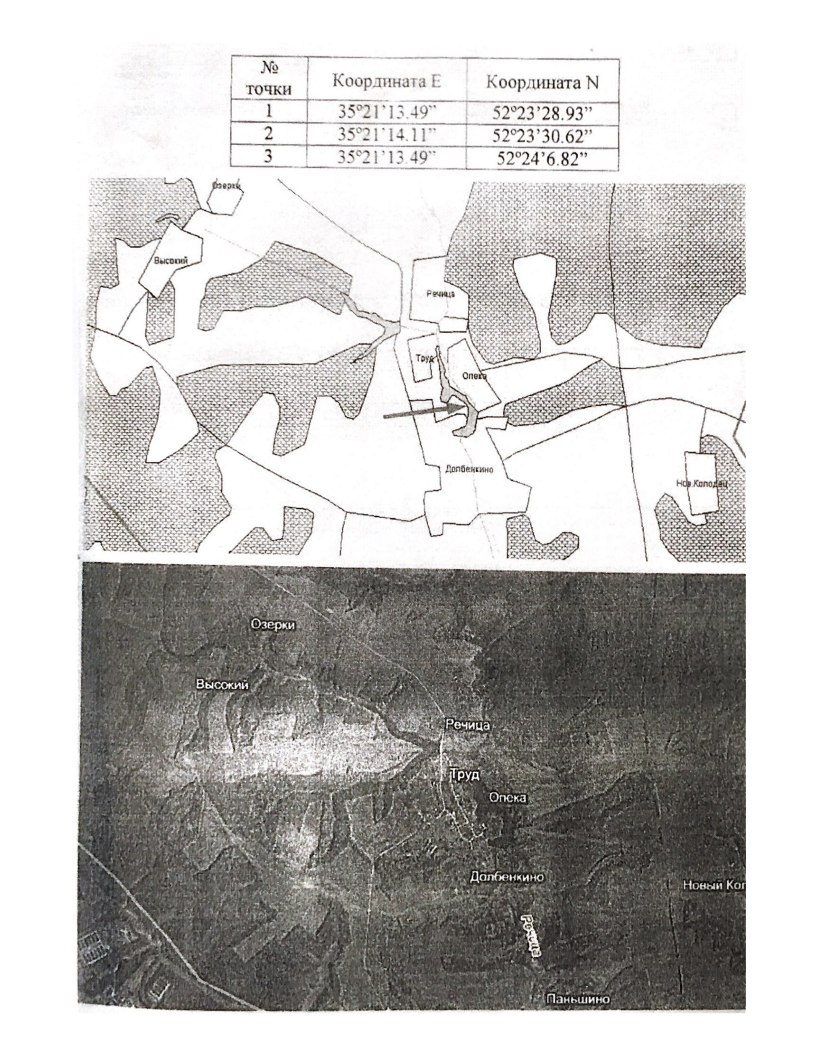 № точки Координата E Координата N
1 35°21'13.49” 52°23'28.93”
2 35°21'14.11” 52°23'30.62”
3 35°21'13.49” 52°24'6.82”
Озерки
Высокий
Речица
Труд
Опека
Долбенкино
Нов.Колодец
Озерки
Высокий
Речица
Труд
Опека
Долбенкино
Новый Кол
Речица
Паньшино